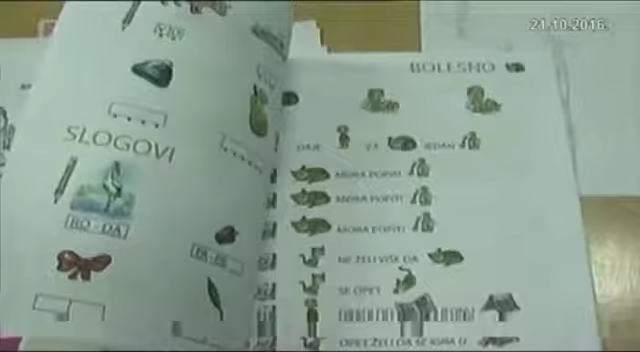 21.10.2016.
SLOGOVI
RO - DA
BOLESNO
DAJE ZA JEDAN
MORA POPITI
MORA POPITI
MORA POPITI
NE ŽELI VIŠE DA
SE OPET
OPET ŽELI DA SE IGRA U